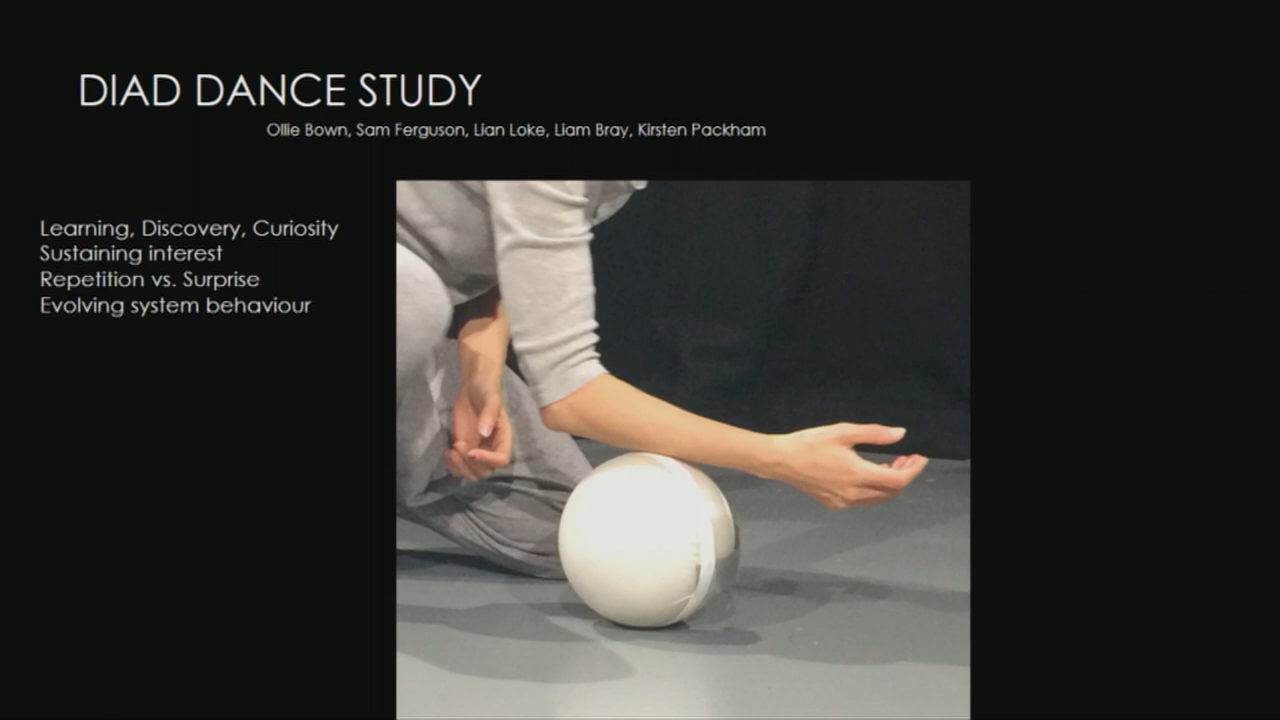 DIAD DANCE STUDY
Ollie Bown, Sam Ferguson, Lian Loke, Liam Bray, Kirsten Packham
Learning, Discovery, Curiosity
Sustaining interest
Repetition vs. Surprise
Evolving system behaviour